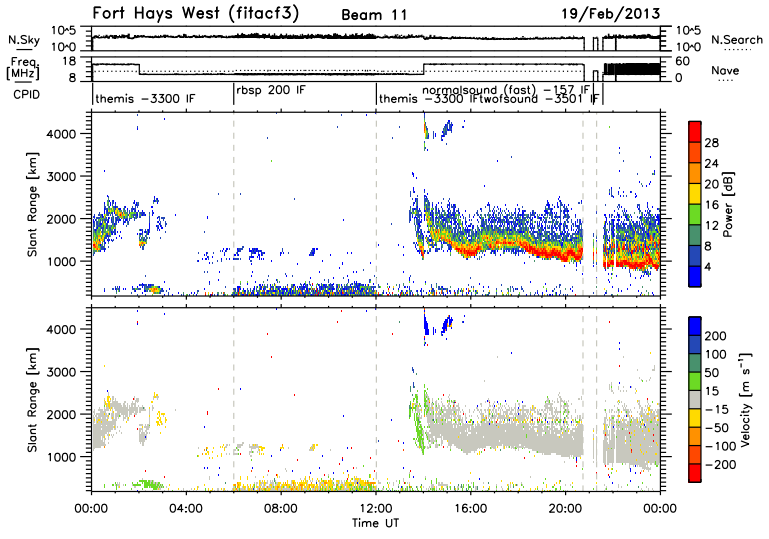 Fort Hays West (fitacf3) Beam 11 19/Feb/2013
N.Sky 10^5 10^0 10^5 10^0 N.Search
Freq. [MHz] 18 8 60 0 Nave
CPID
themis -3300 IF
rbsp 200 IF
normalsound (fast) -157 IF
themis -3300 IF twofsound -3501 IF
Slant Range [km]
4000
3000
2000
1000
Power [dB]
28
24
20
16
12
8
4
Slant Range [km]
4000
3000
2000
1000
Velocity [m s⁻¹]
200
100
50
15
-15
-50
-100
-200
00:00 04:00 08:00 12:00 16:00 20:00 00:00
Time UT